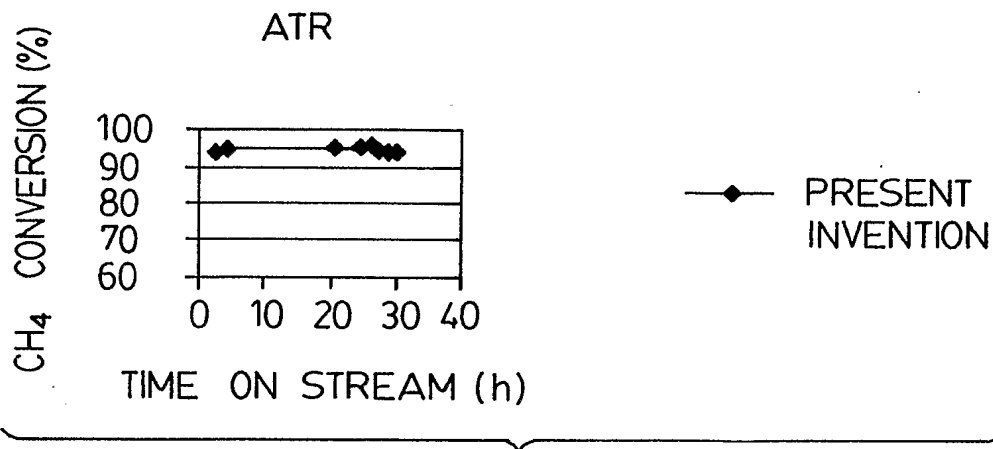 ATR
CH₄ CONVERSION (%)
100
90
80
70
60
0 10 20 30 40
TIME ON STREAM (h)
PRESENT
INVENTION